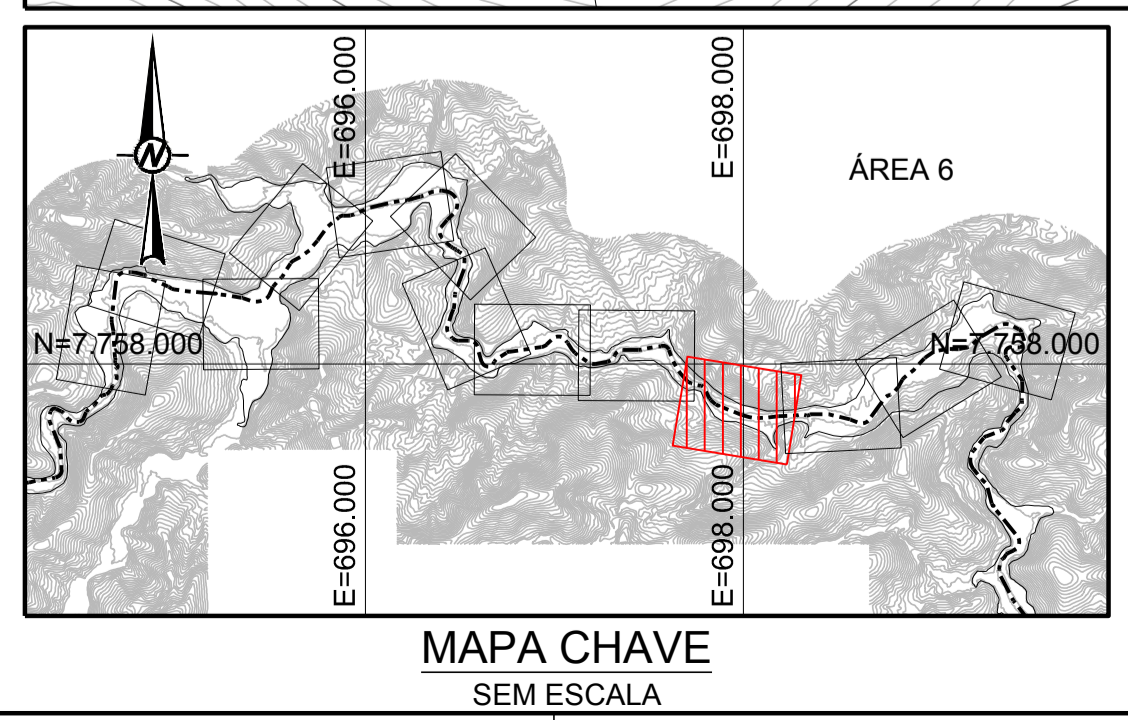 E=696.000
E=698.000
N
ÁREA 6
N=7.758.000
N=7.758.000
E=696.000
E=698.000
MAPA CHAVE
SEM ESCALA